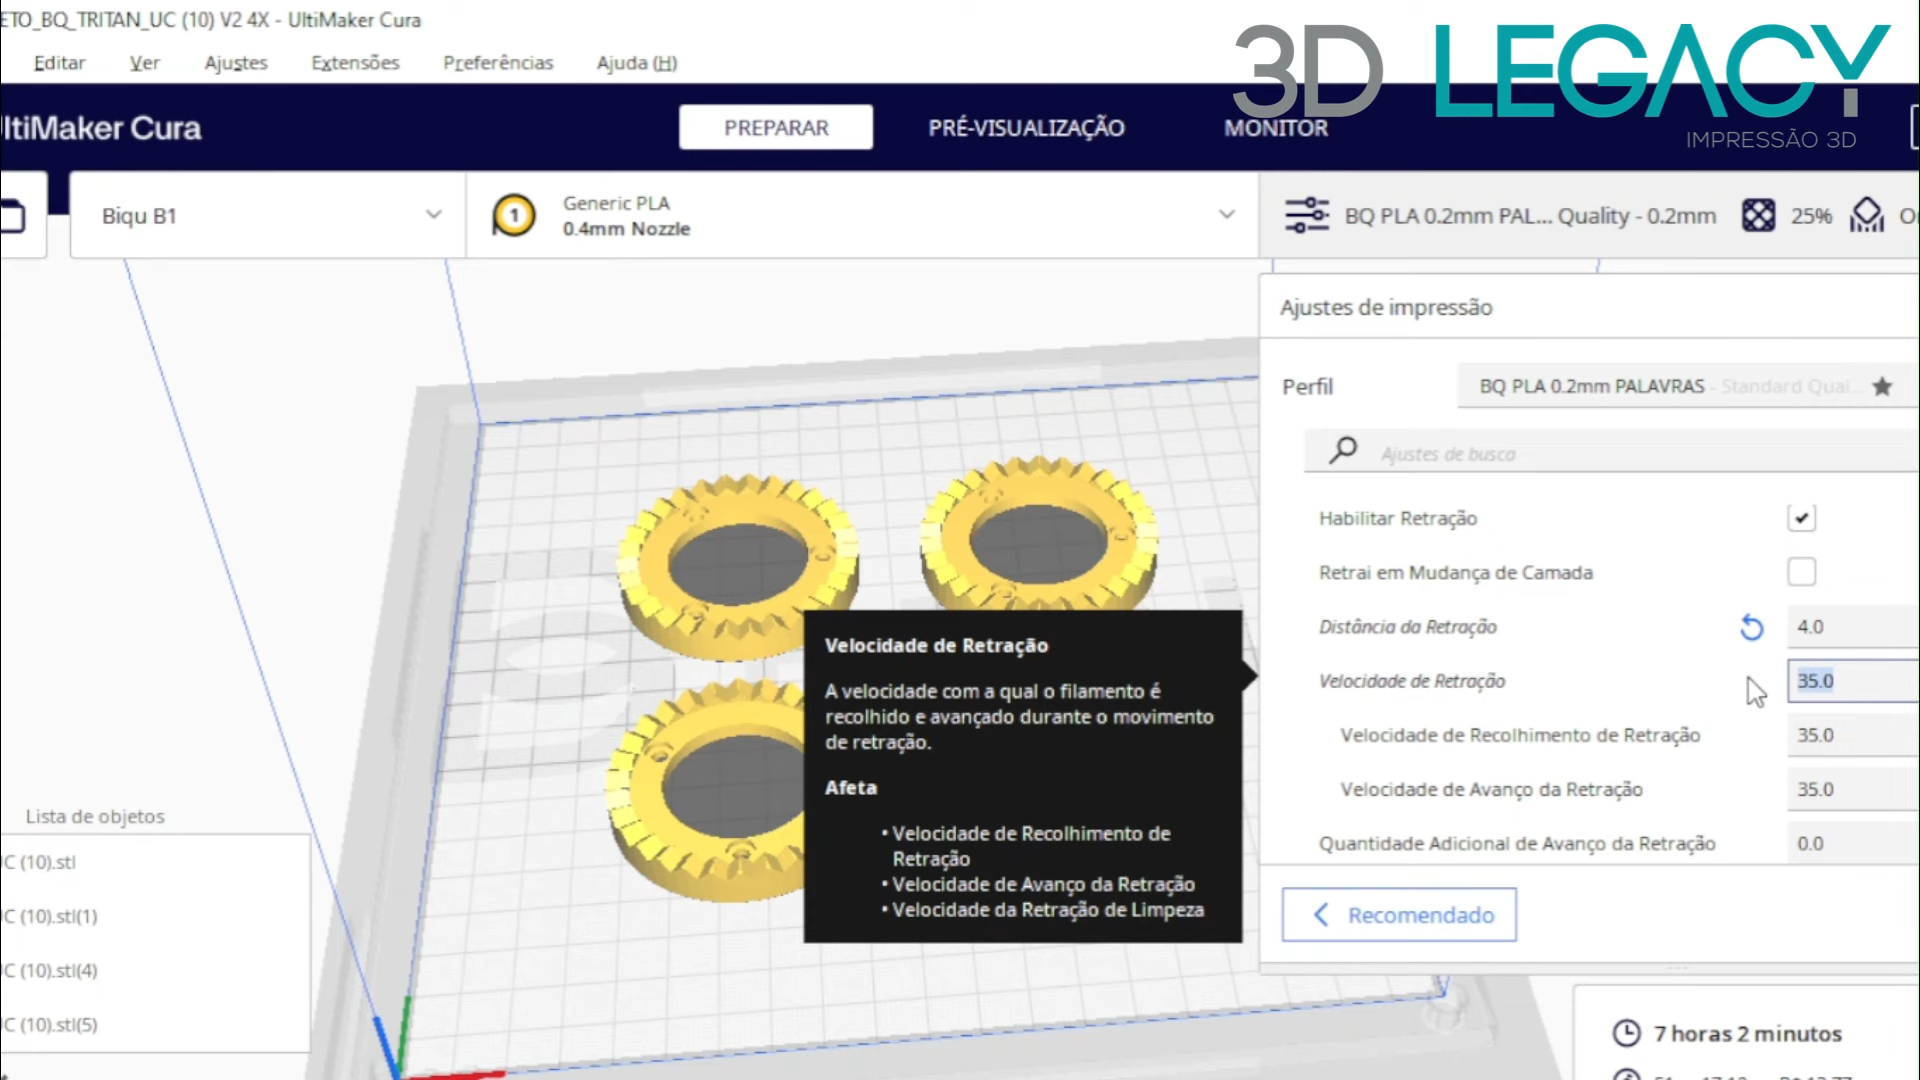 ETO_BQ_TRITAN_UC (10) V2 4X - UltiMaker Cura
3D LEGACY
IMPRESSÃO 3D
Editar Ver Ajustes Extensões Preferências Ajuda (H)
ltiMaker Cura
PREPARAR PRÉ-VISUALIZAÇÃO MONITOR
Biqu B1
1
Generic PLA
0.4mm Nozzle
BQ PLA 0.2mm PAL... Quality - 0.2mm 25%
Ajustes de impressão
Perfil BQ PLA 0.2mm PALAVRAS - Standard Qual...
Ajustes de busca
Habilitar Retração
Retrai em Mudança de Camada
Distância da Retração 4.0
Velocidade de Retração 35.0
Velocidade de Recolhimento de Retração 35.0
Velocidade de Avanço da Retração 35.0
Quantidade Adicional de Avanço da Retração 0.0
Recomendado
Velocidade de Retração
A velocidade com a qual o filamento é
recolhido e avançado durante o movimento
de retração.
Afeta
• Velocidade de Recolhimento de
Retração
• Velocidade de Avanço da Retração
• Velocidade da Retração de Limpeza
Lista de objetos
C (10).stl
C (10).stl(1)
C (10).stl(4)
C (10).stl(5)
7 horas 2 minutos